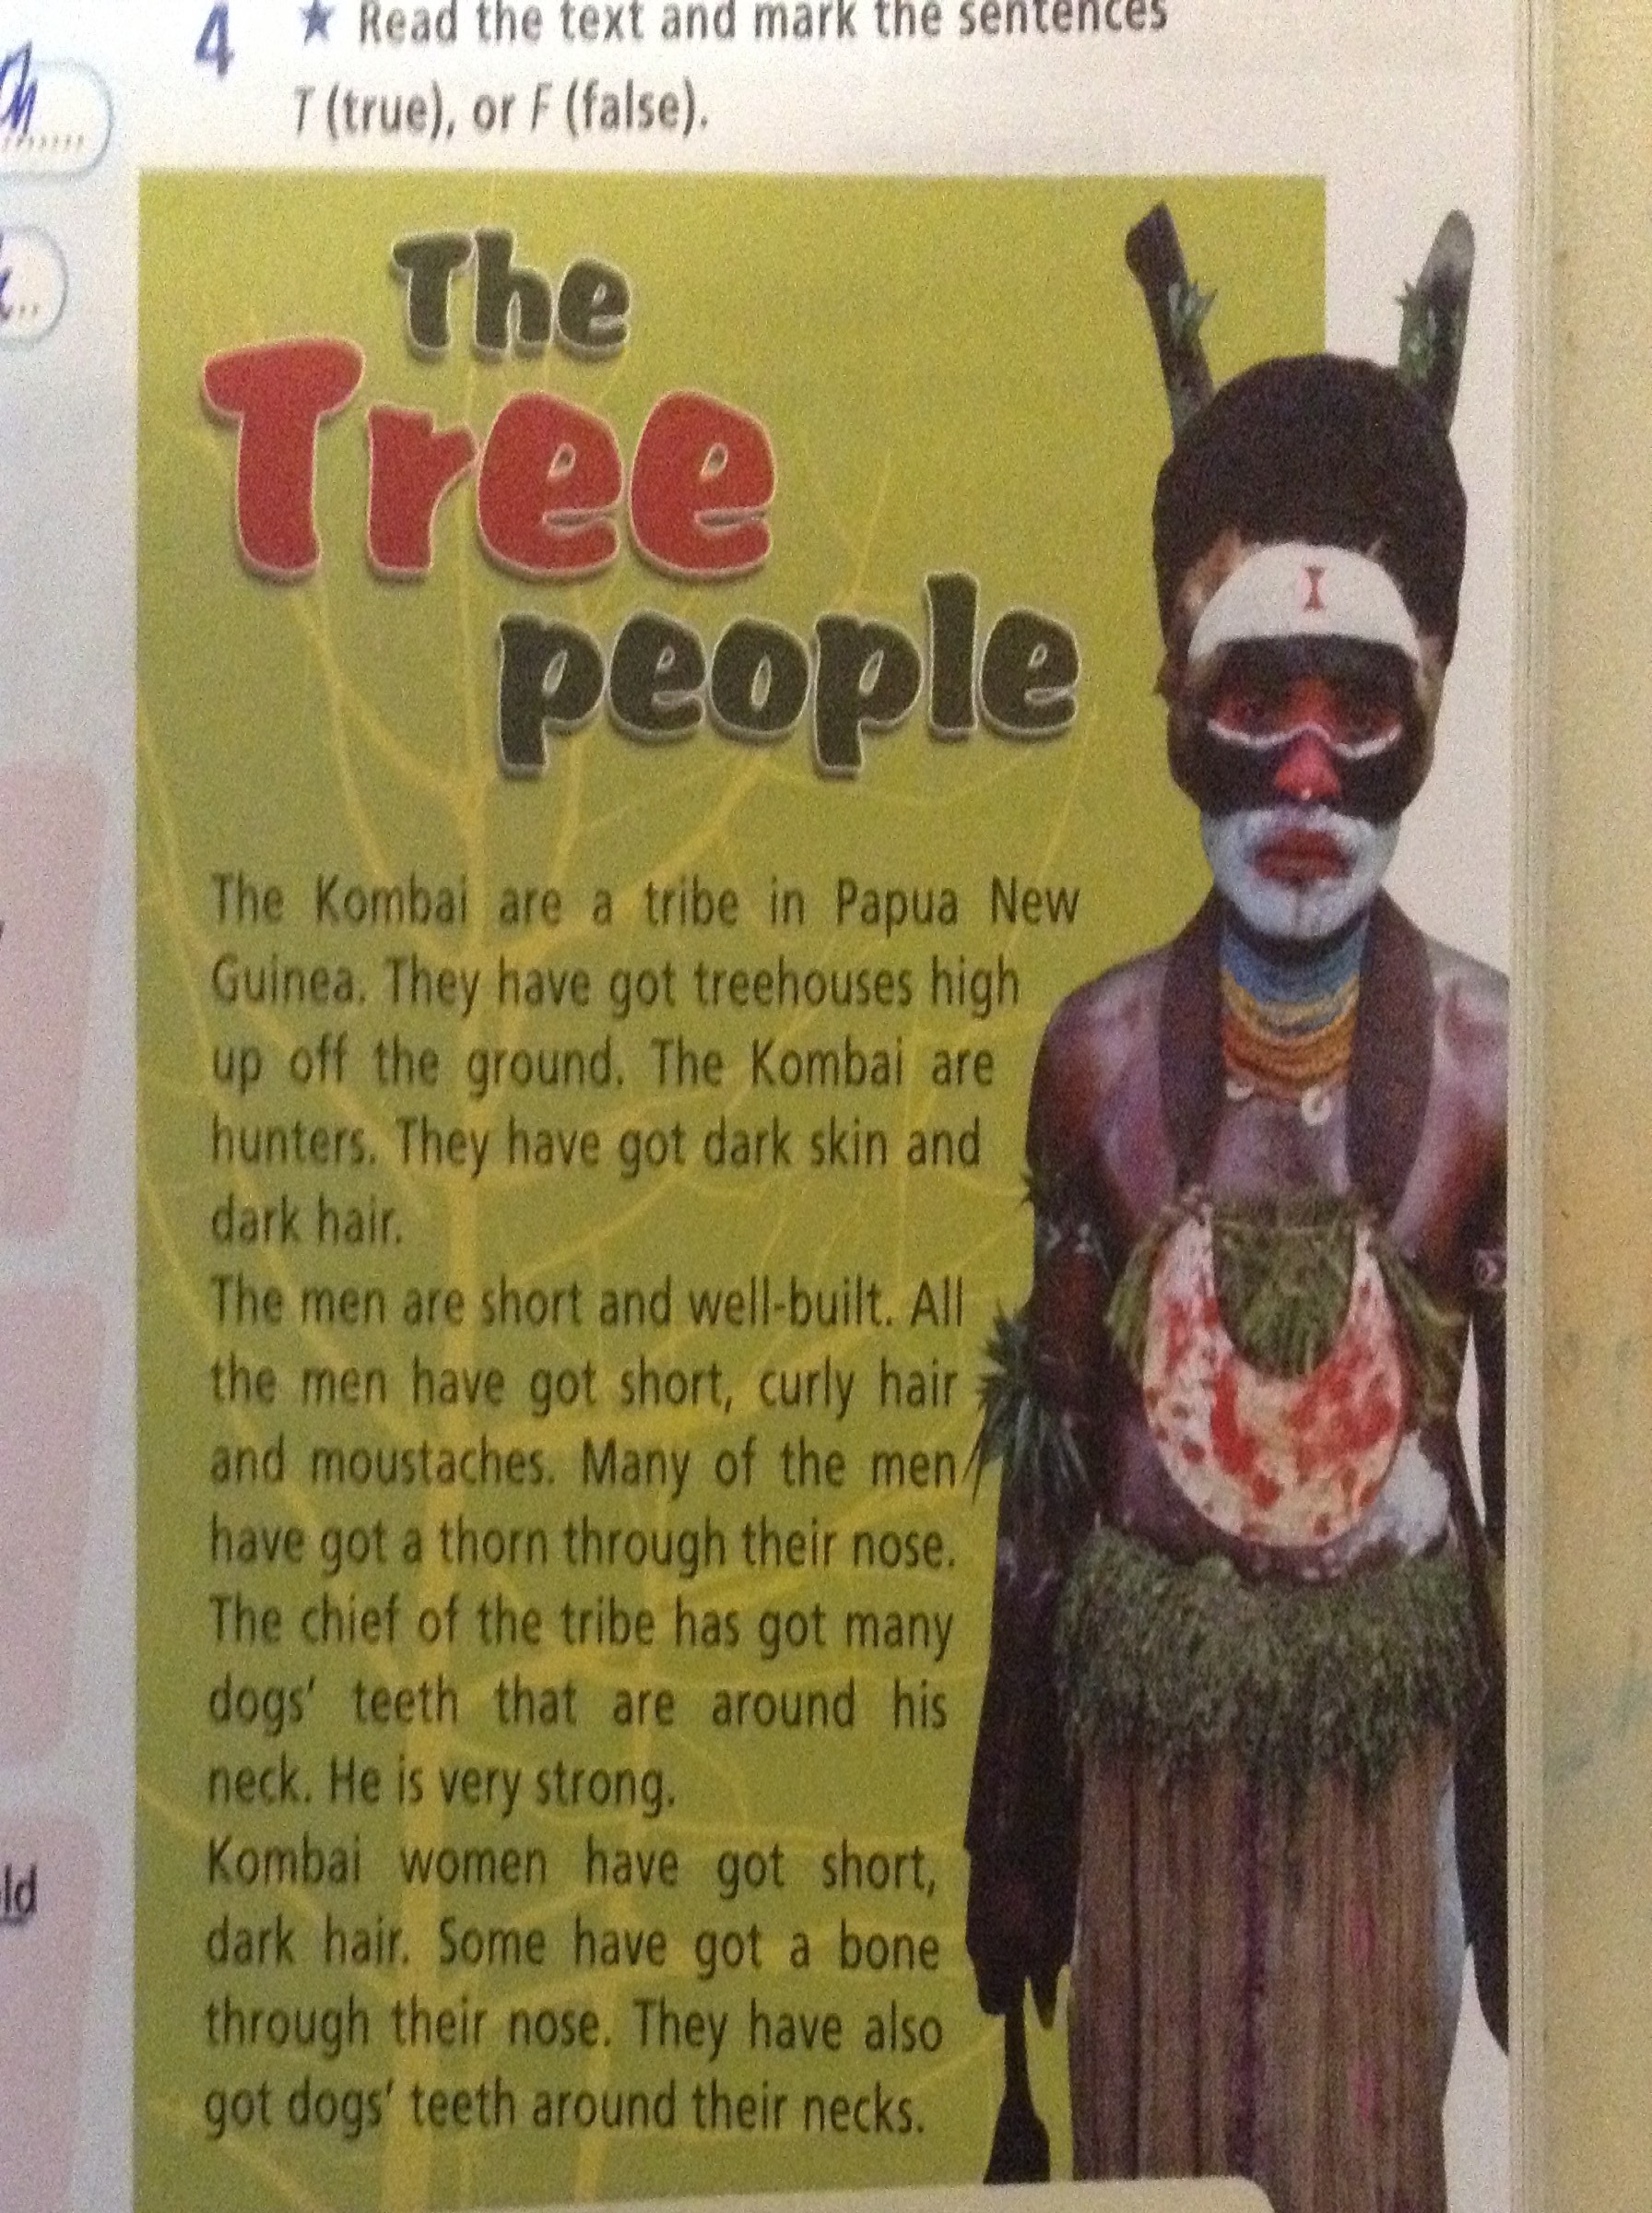 4 ★ Read the text and mark the sentences
T (true), or F (false).
The
Tree
people
The Kombai are a tribe in Papua New
Guinea. They have got treehouses high
up off the ground. The Kombai are
hunters. They have got dark skin and
dark hair.
The men are short and well-built. All
the men have got short, curly hair
and moustaches. Many of the men
have got a thorn through their nose.
The chief of the tribe has got many
dogs' teeth that are around his
neck. He is very strong.
Kombai women have got short,
dark hair. Some have got a bone
through their nose. They have also
got dogs' teeth around their necks.
ld